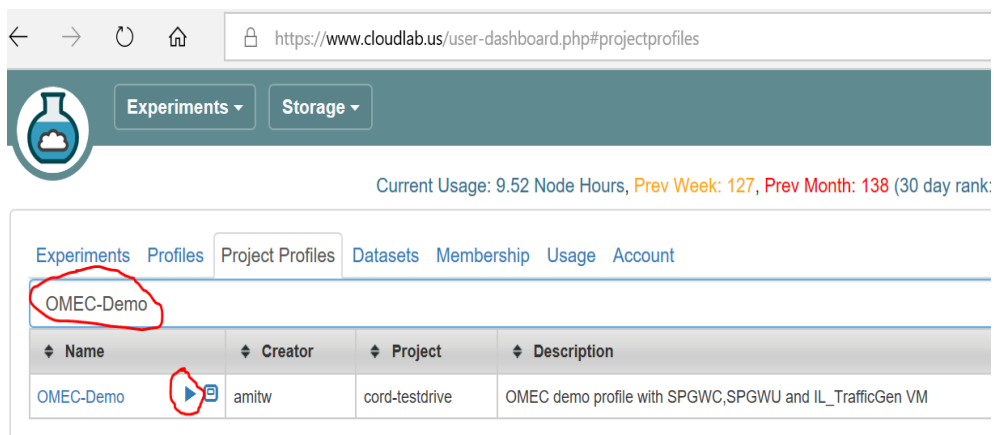 https://www.cloudlab.us/user-dashboard.php#projectprofiles
Experiments Storage
Current Usage: 9.52 Node Hours, Prev Week: 127, Prev Month: 138 (30 day rank:
Experiments Profiles Project Profiles Datasets Membership Usage Account
OMEC-Demo
Name Creator Project Description
OMEC-Demo amitw cord-testdrive OMEC demo profile with SPGWC,SPGWU and IL_TrafficGen VM